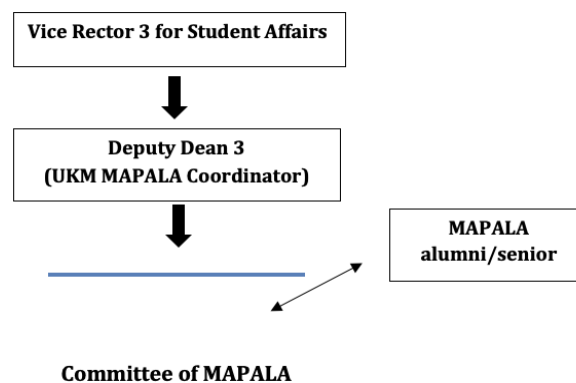 Vice Rector 3 for Student Affairs
Deputy Dean 3
(UKM MAPALA Coordinator)
MAPALA
alumni/senior
Committee of MAPALA